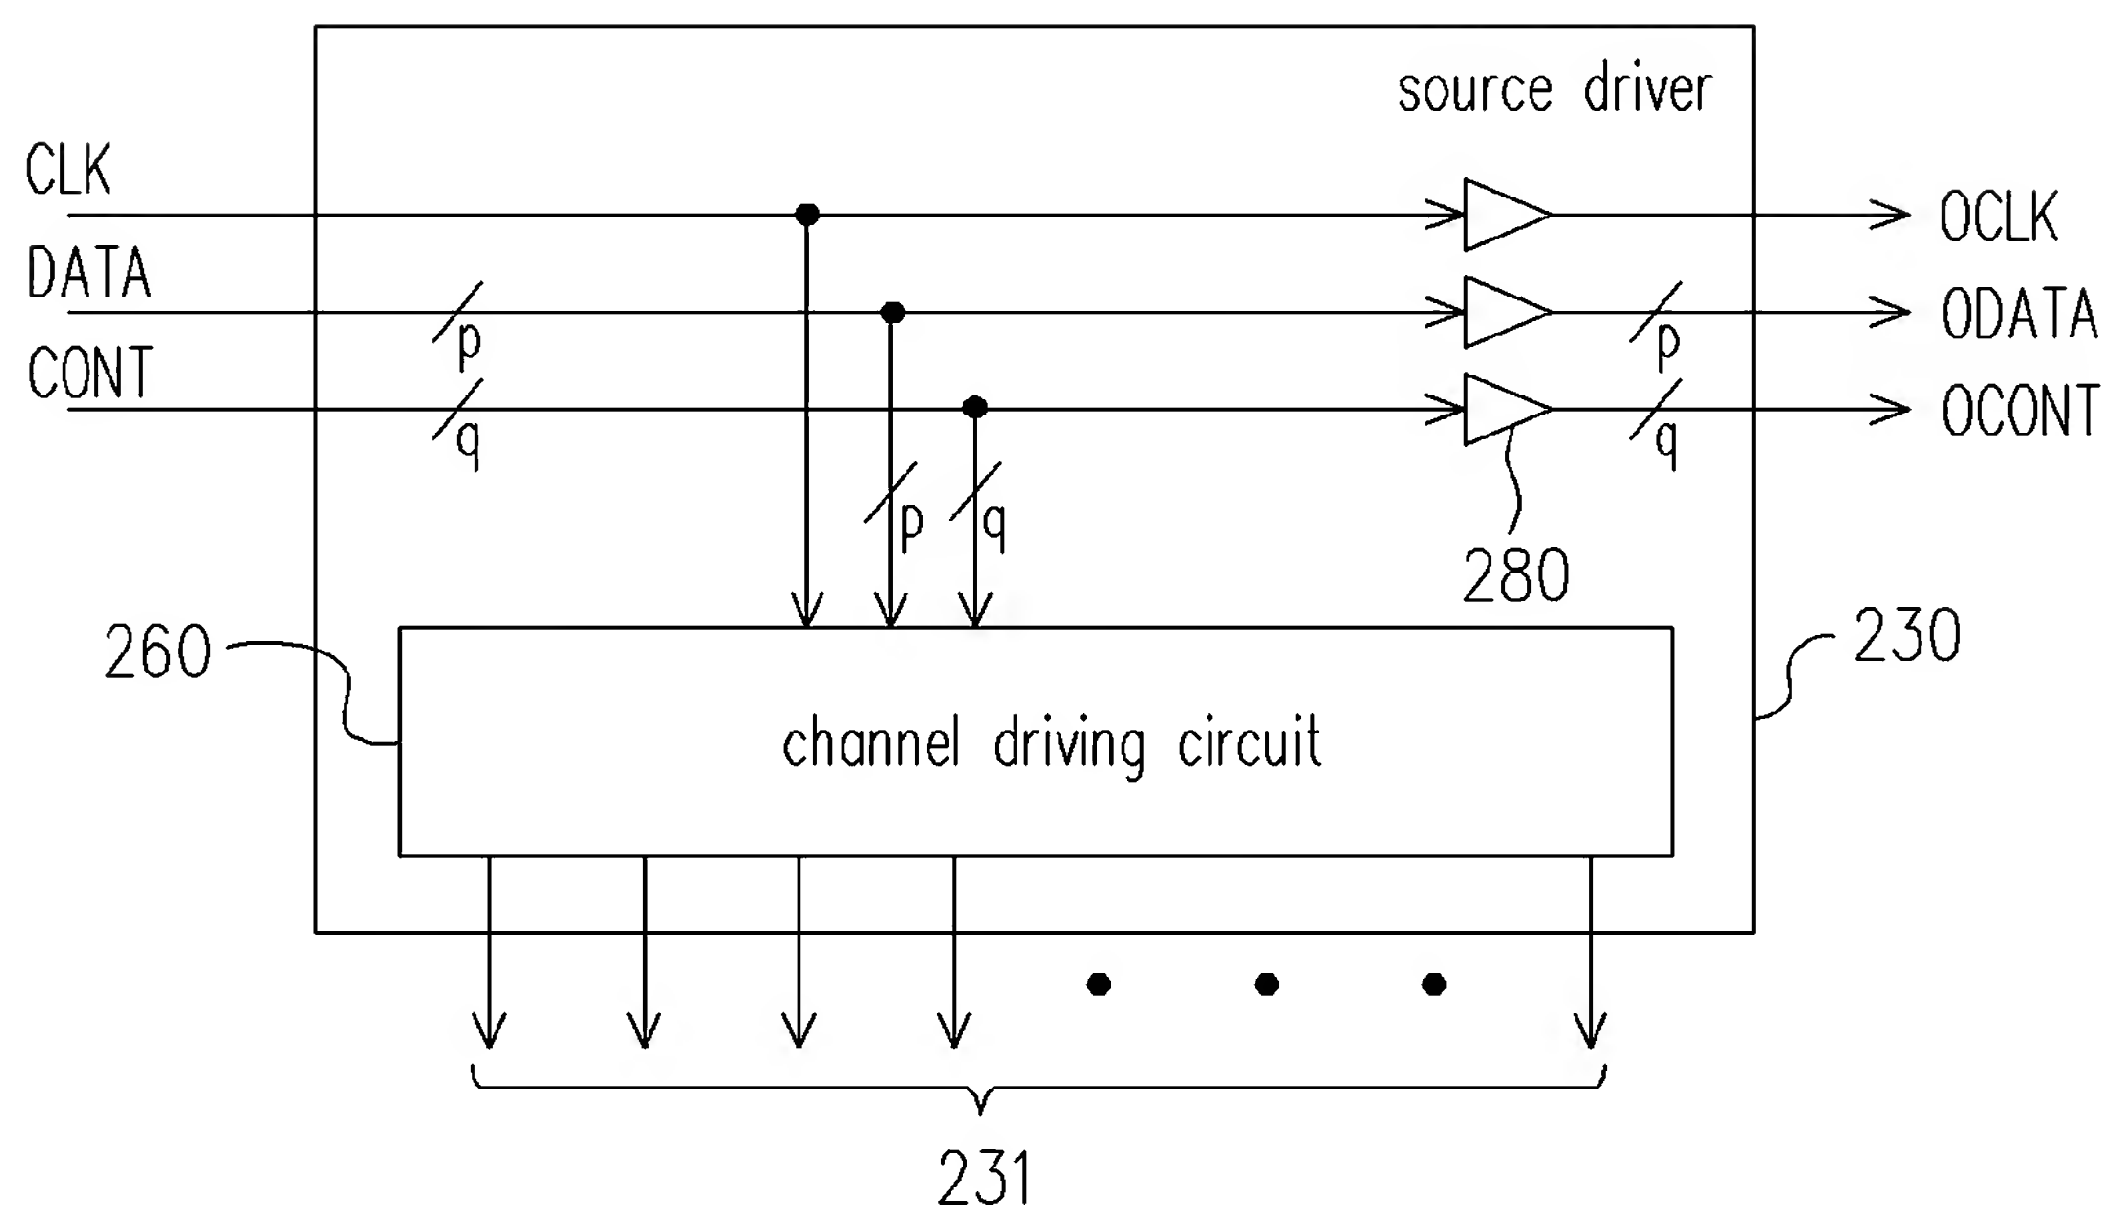 source driver
CLK
OCLK
DATA
p
p
ODATA
CONT
q
q
OCONT
p
q
280
260
230
channel driving circuit
231